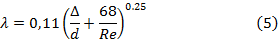 λ = 0,11 (Δ/d + 68/Re)^0.25 (5)